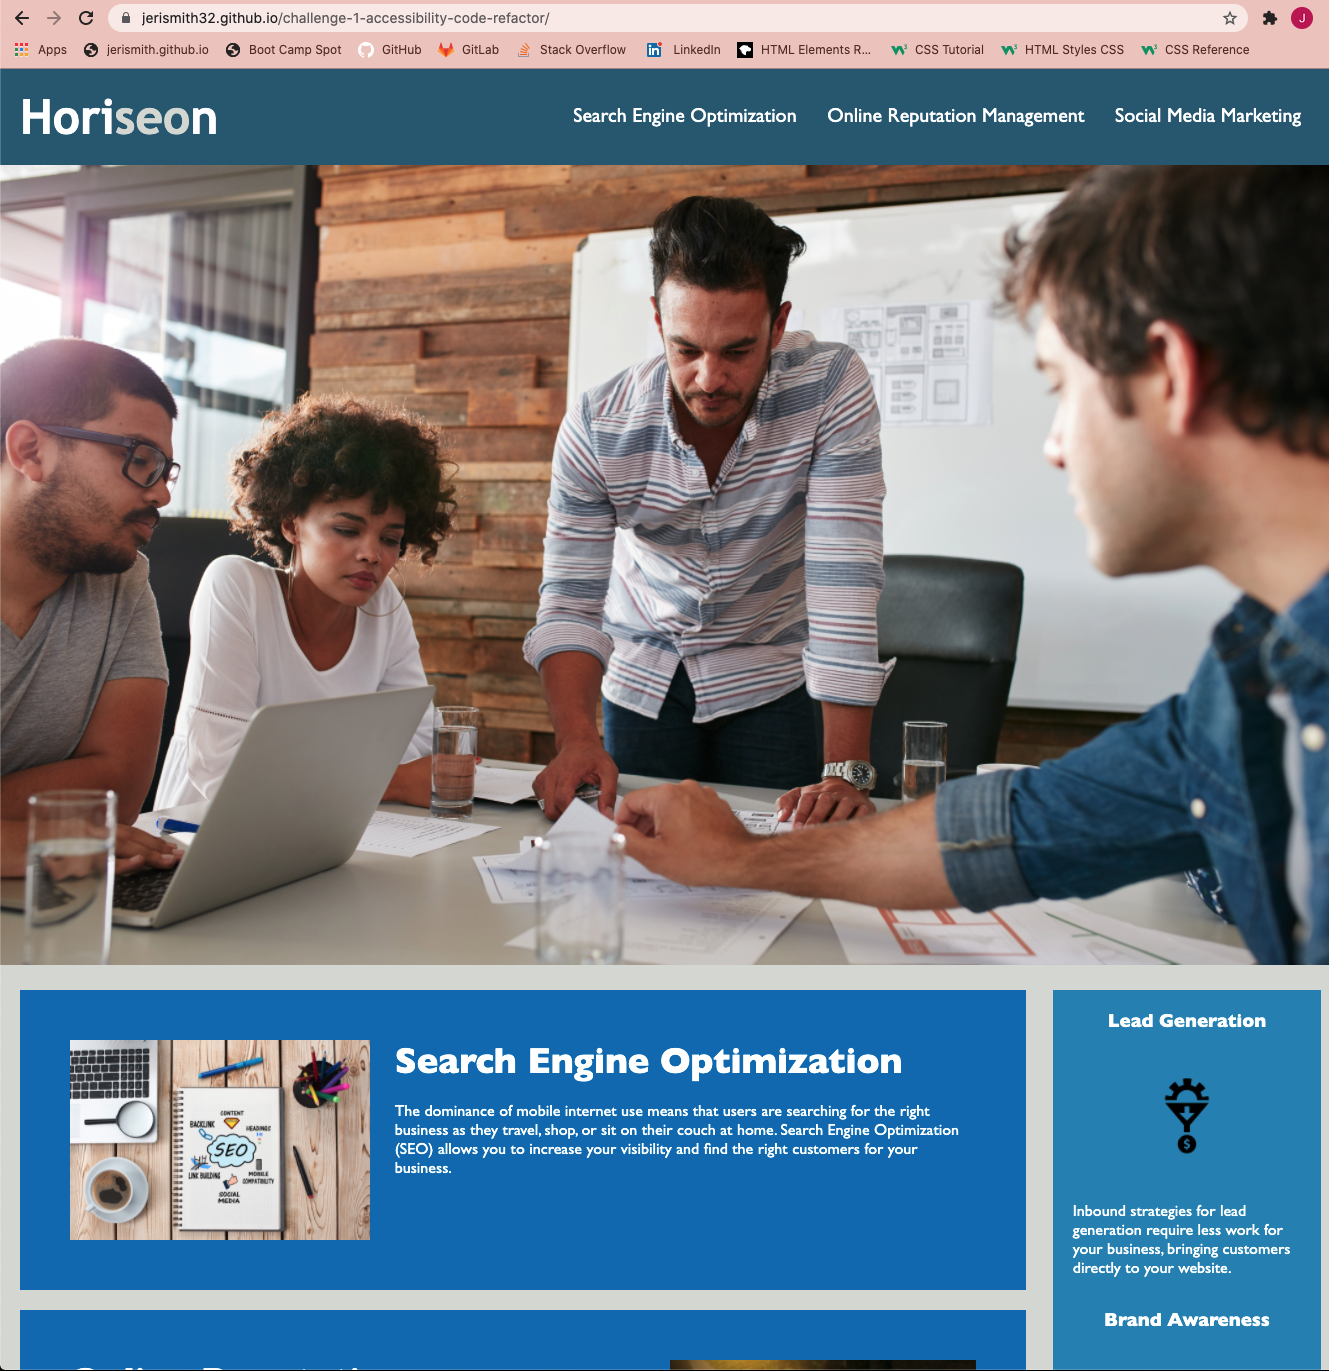 jerismith32.github.io/challenge-1-accessibility-code-refactor/
J
Apps jerismith.github.io Boot Camp Spot GitHub GitLab Stack Overflow LinkedIn HTML Elements R... CSS Tutorial HTML Styles CSS CSS Reference
Horiseon
Search Engine Optimization Online Reputation Management Social Media Marketing
Search Engine Optimization
The dominance of mobile internet use means that users are searching for the right
business as they travel, shop, or sit on their couch at home. Search Engine Optimization
(SEO) allows you to increase your visibility and find the right customers for your
business.
CONTENT
BACKLINK
HEADINGS
SEO
LINK BUILDING
MOBILE
COMPATIBILITY
SOCIAL
MEDIA
Lead Generation
$
Inbound strategies for lead
generation require less work for
your business, bringing customers
directly to your website.
Brand Awareness